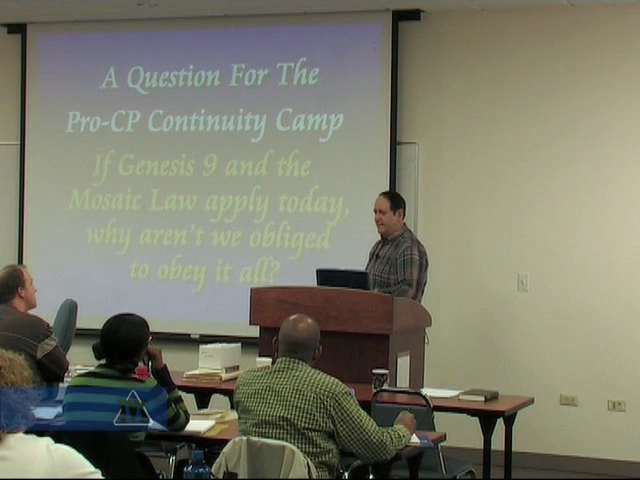 A Question For The
Pro-CP Continuity Camp
If Genesis 9 and the
Mosaic Law apply today,
why aren't we obliged
to obey it all?